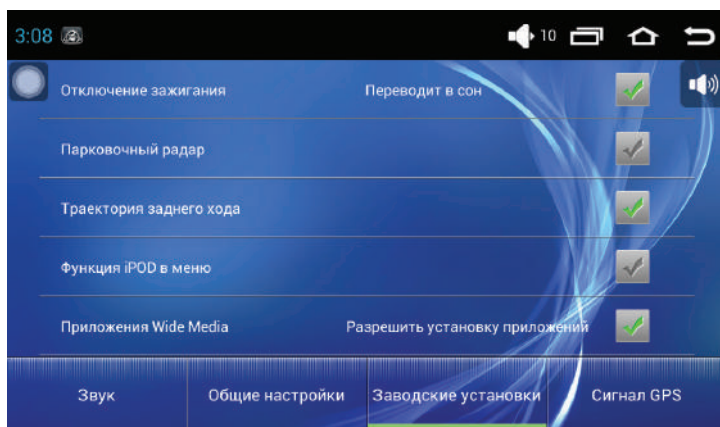 3:08 10
Отключение зажигания Переводит в сон
Парковочный радар
Траектория заднего хода
Функция iPOD в меню
Приложения Wide Media Разрешить установку приложений
Звук Общие настройки Заводские установки Сигнал GPS